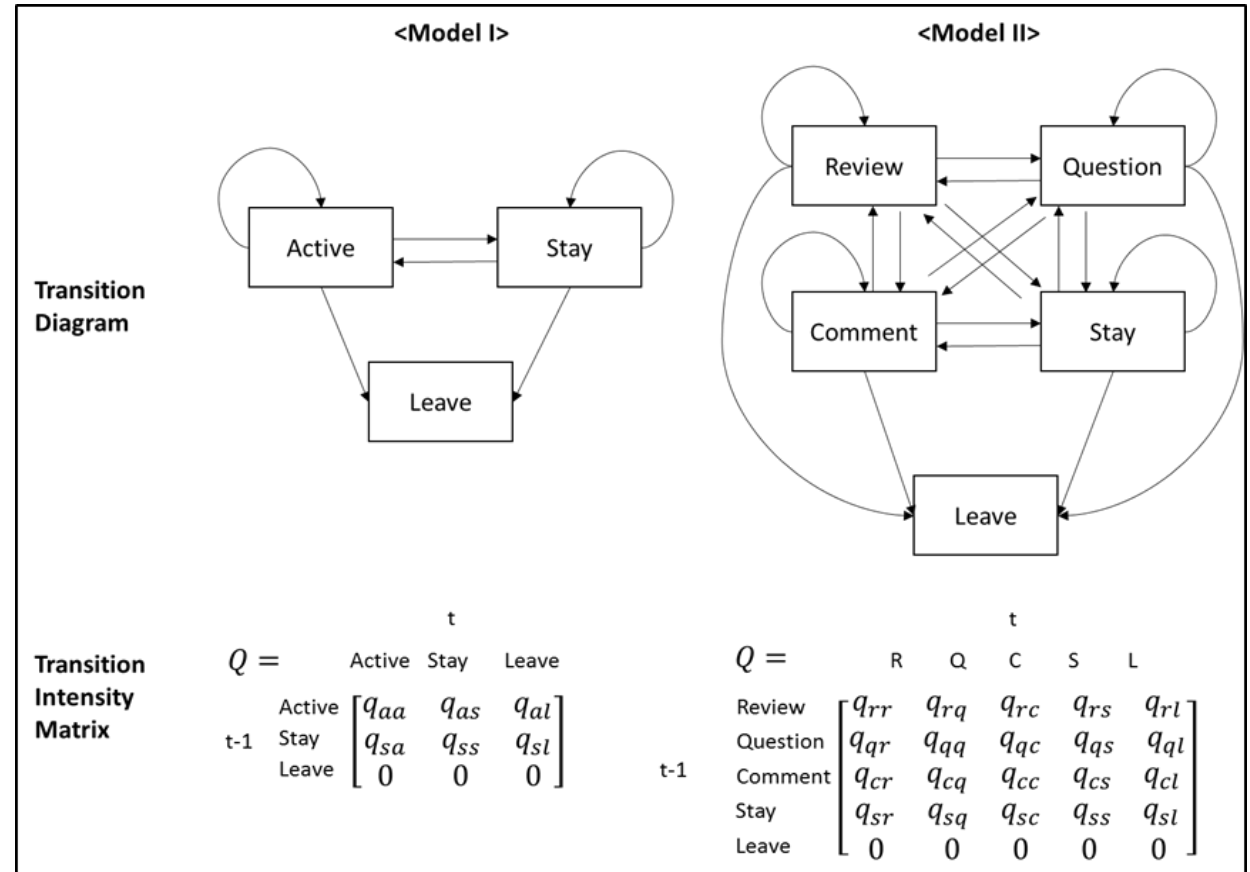 <Model I>
<Model II>
Transition
Diagram
Active
Stay
Leave
Review
Question
Comment
Stay
Leave
Transition
Intensity
Matrix
t
Q =
Active Stay Leave
t-1
Active [q_aa q_as q_al]
Stay [q_sa q_ss q_sl]
Leave [0 0 0]
t
Q =
R Q C S L
t-1
Review [q_rr q_rq q_rc q_rs q_rl]
Question [q_qr q_qq q_qc q_qs q_ql]
Comment [q_cr q_cq q_cc q_cs q_cl]
Stay [q_sr q_sq q_sc q_ss q_sl]
Leave [0 0 0 0 0]